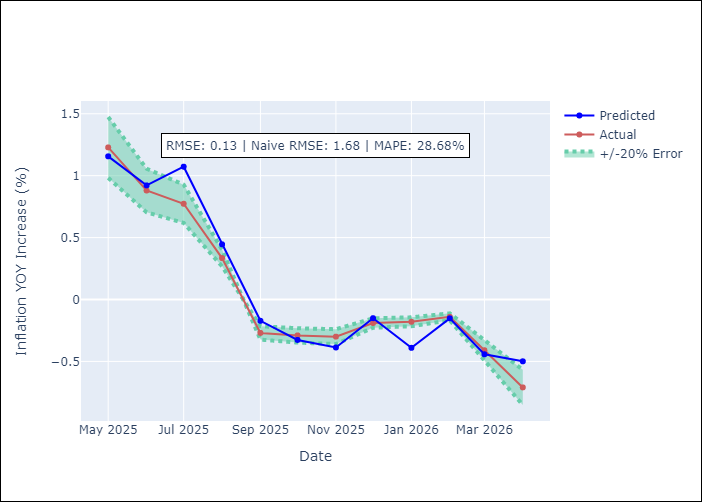 1.5
1
0.5
0
−0.5
Inflation YOY Increase (%)
RMSE: 0.13 | Naive RMSE: 1.68 | MAPE: 28.68%
Predicted
Actual
+/-20% Error
May 2025
Jul 2025
Sep 2025
Nov 2025
Jan 2026
Mar 2026
Date